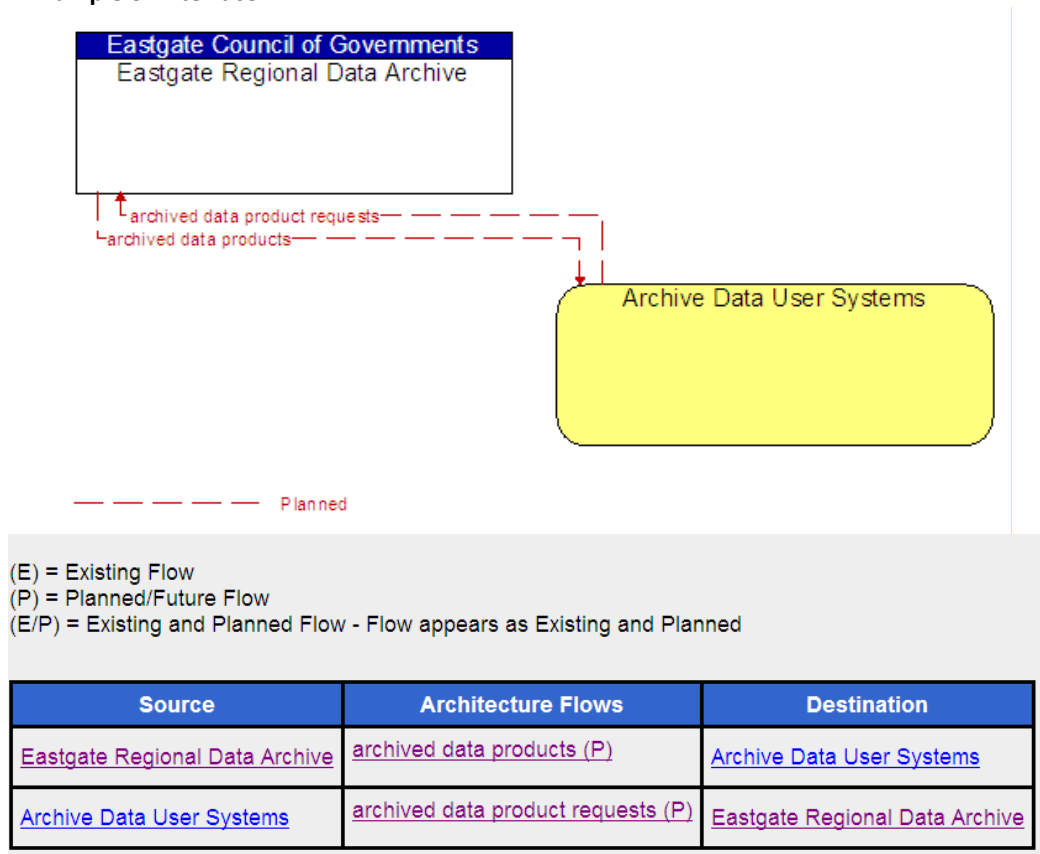 Eastgate Council of Governments
Eastgate Regional Data Archive
archived data product requests
archived data products
Archive Data User Systems
Planned
(E) = Existing Flow
(P) = Planned/Future Flow
(E/P) = Existing and Planned Flow - Flow appears as Existing and Planned
Source Architecture Flows Destination
Eastgate Regional Data Archive archived data products (P) Archive Data User Systems
Archive Data User Systems archived data product requests (P) Eastgate Regional Data Archive